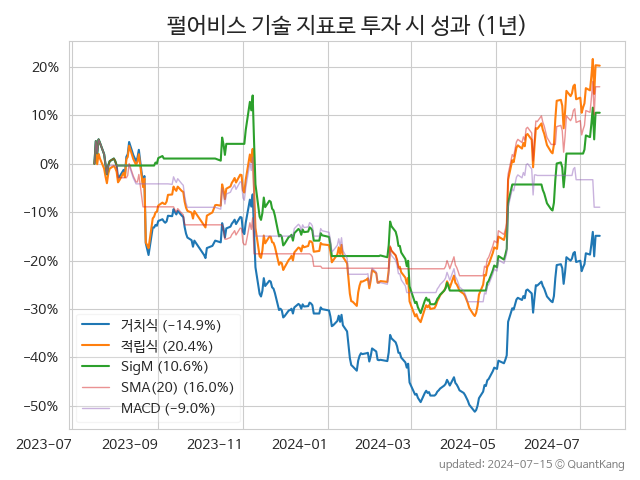 펄어비스 기술 지표로 투자 시 성과 (1년)
20%
10%
0%
−10%
−20%
−30%
−40%
−50%
거치식 (−14.9%)
적립식 (20.4%)
SigM (10.6%)
SMA(20) (16.0%)
MACD (−9.0%)
2023-07
2023-09
2023-11
2024-01
2024-03
2024-05
2024-07
updated: 2024-07-15 © QuantKang